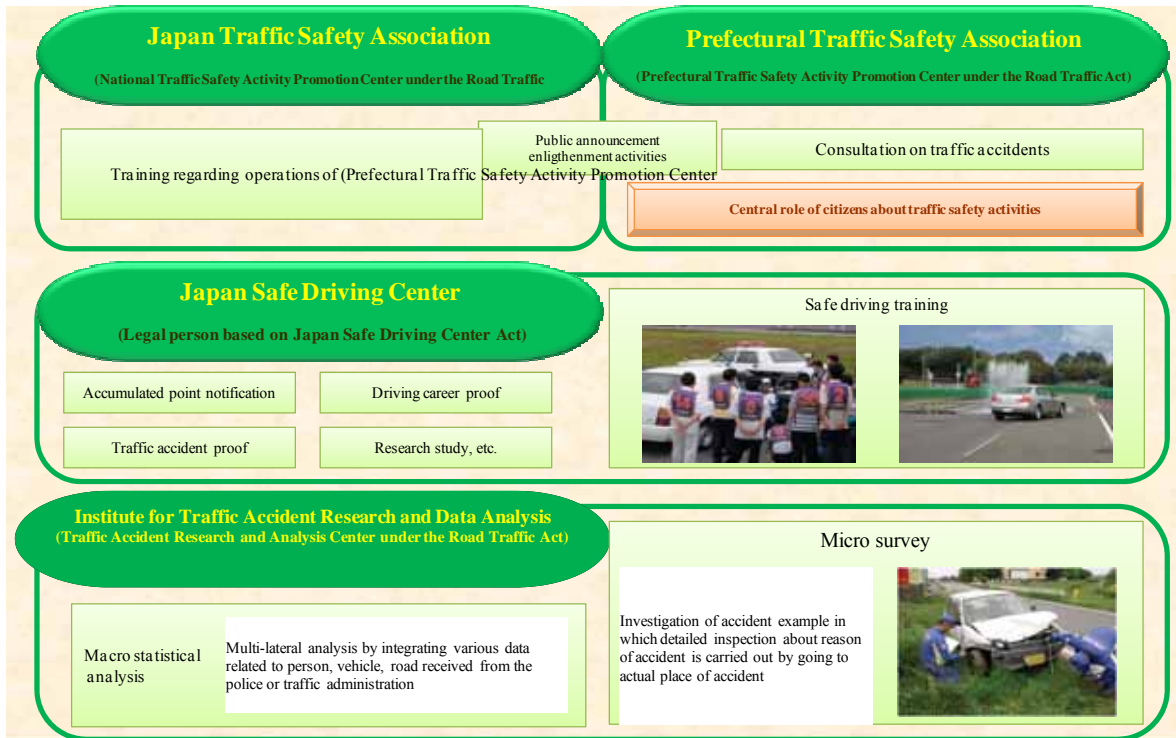 Japan Traffic Safety Association
(National Traffic Safety Activity Promotion Center under the Road Traffic
Prefectural Traffic Safety Association
(Prefectural Traffic Safety Activity Promotion Center under the Road Traffic Act)
Public announcement
enligthenment activities
Training regarding operations of (Prefectural Traffic Safety Activity Promotion Center
Consultation on traffic accitdents
Central role of citizens about traffic safety activities
Japan Safe Driving Center
(Legal person based on Japan Safe Driving Center Act)
Accumulated point notification
Driving career proof
Traffic accident proof
Research study, etc.
Safe driving training
Institute for Traffic Accident Research and Data Analysis
(Traffic Accident Research and Analysis Center under the Road Traffic Act)
Macro statistical
analysis
Multi-lateral analysis by integrating various data
related to person, vehicle, road received from the
police or traffic administration
Micro survey
Investigation of accident example in
which detailed inspection about reason
of accident is carried out by going to
actual place of accident